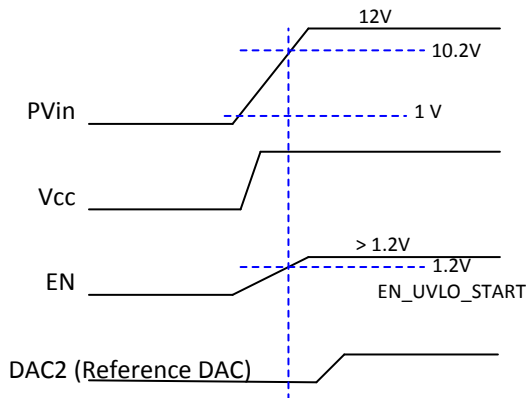 12V
10.2V
PVin
1 V
Vcc
> 1.2V
1.2V
EN
EN_UVLO_START
DAC2 (Reference DAC)